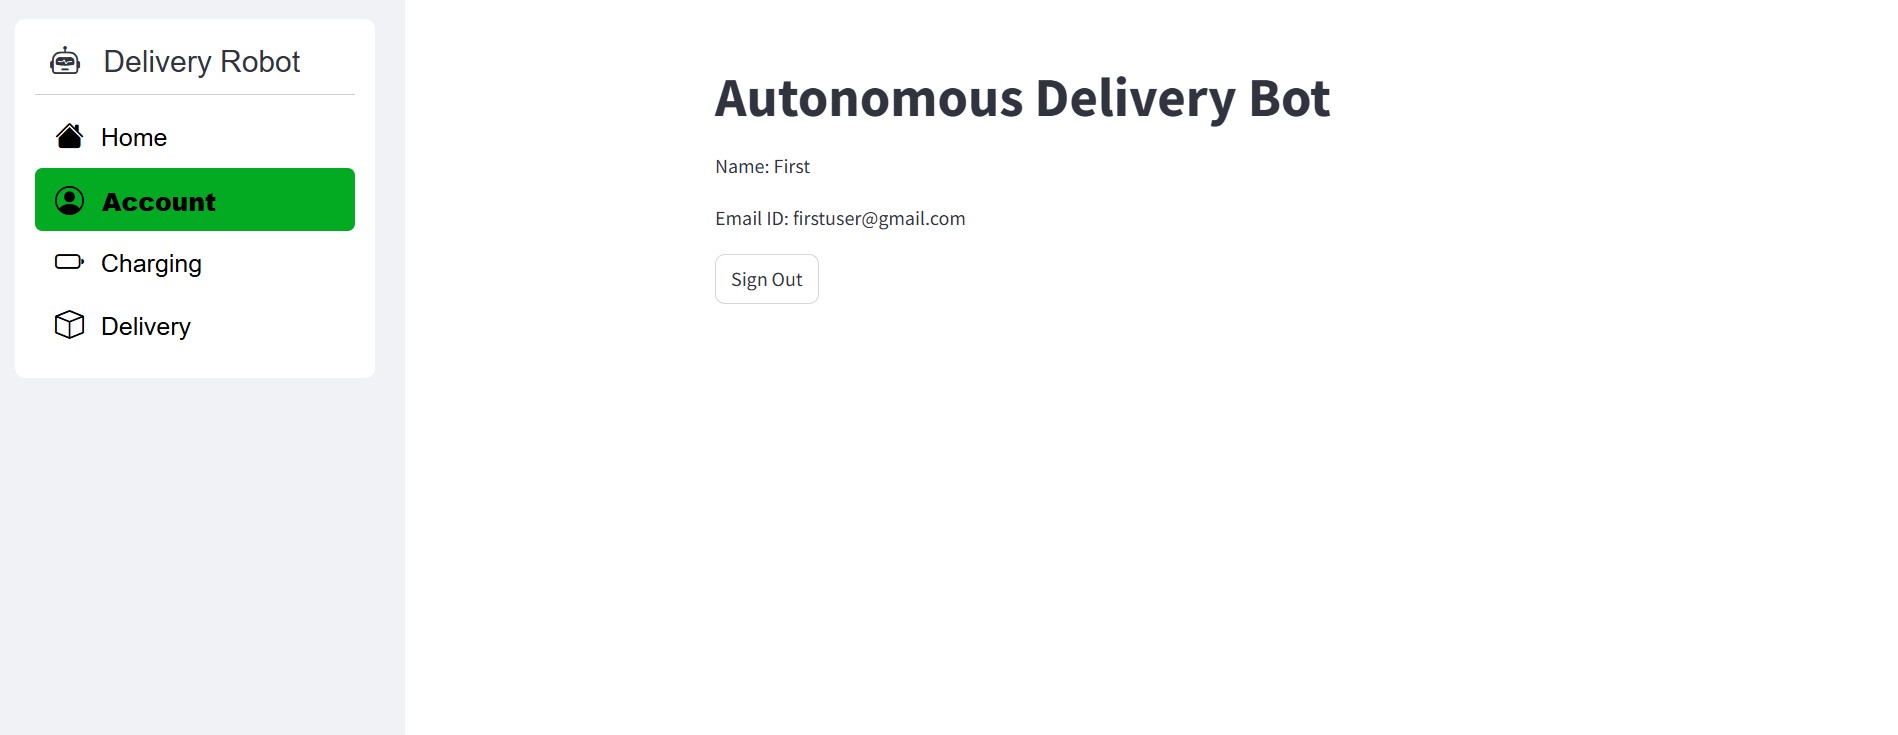 Delivery Robot
Home
Account
Charging
Delivery
Autonomous Delivery Bot
Name: First
Email ID: firstuser@gmail.com
Sign Out